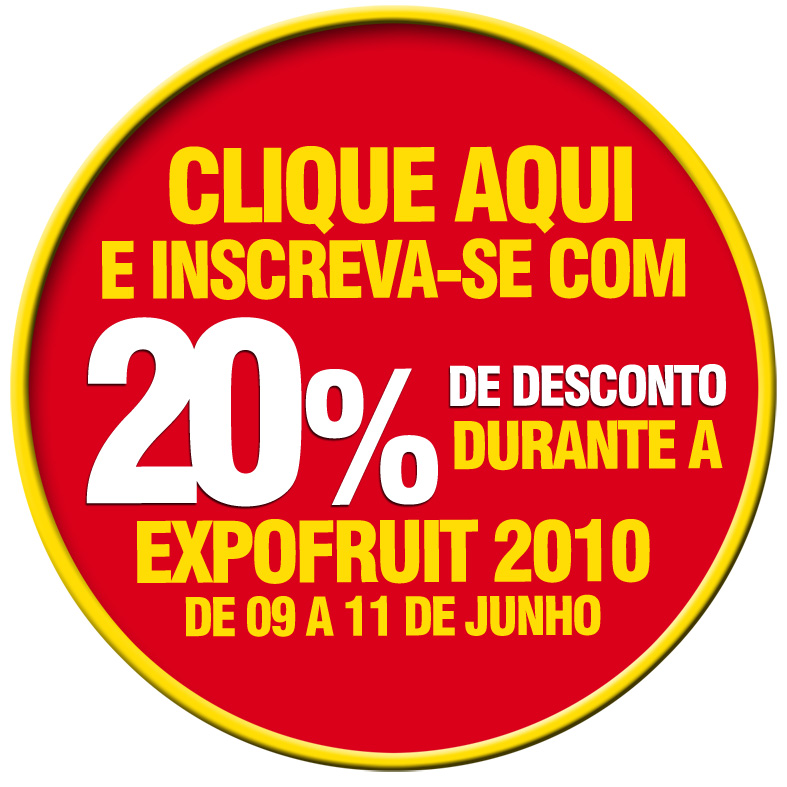 CLIQUE AQUI
E INSCREVA-SE COM
20% DE DESCONTO
DURANTE A
EXPOFRUIT 2010
DE 09 A 11 DE JUNHO